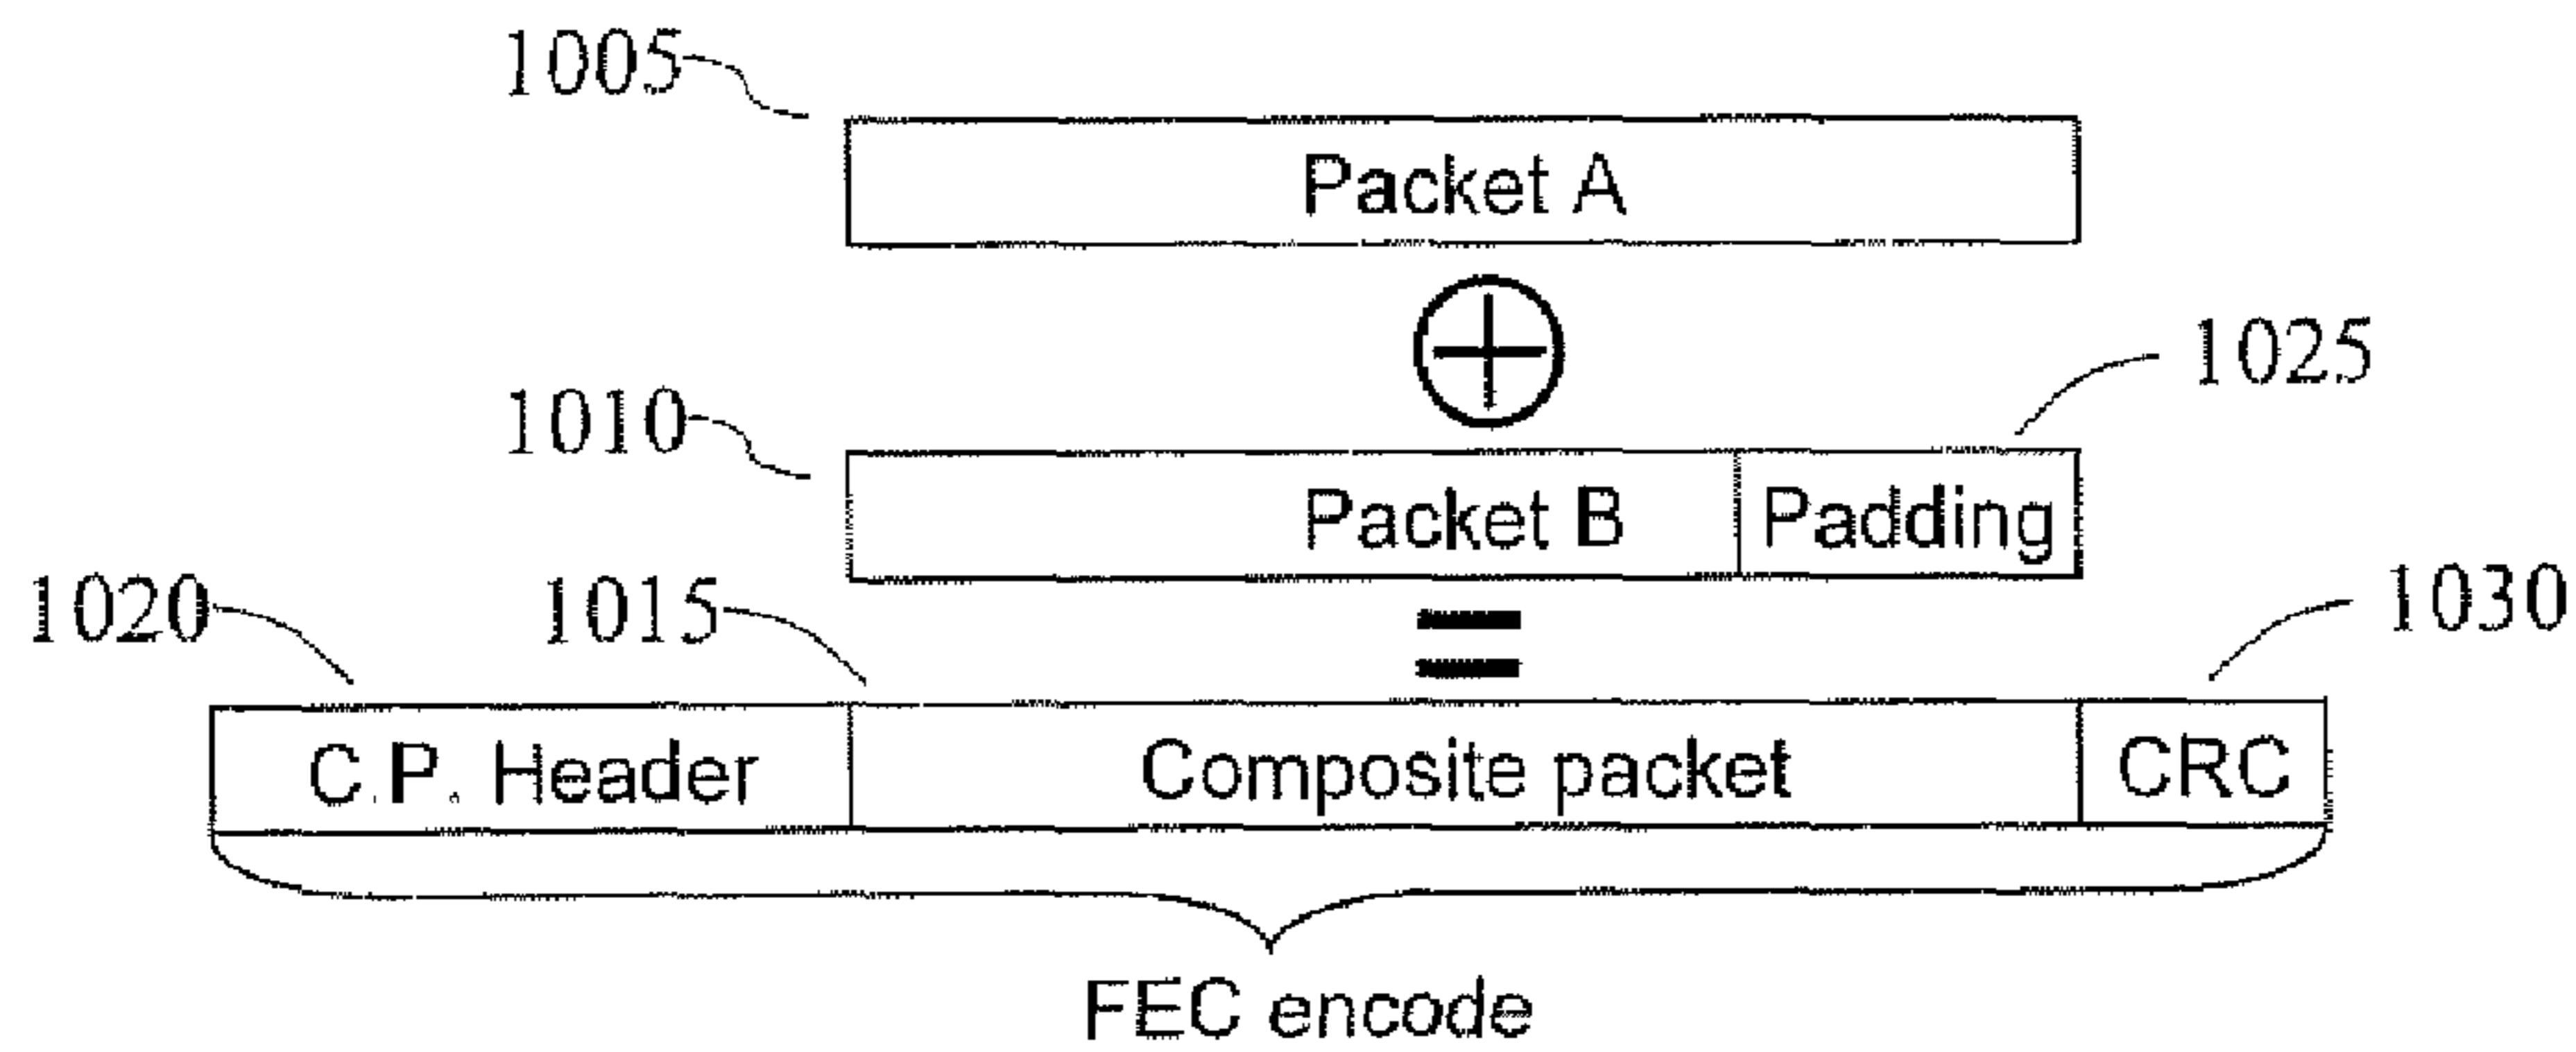 1005
Packet A
1025
1010
Packet B Padding
1020 1015 1030
C.P. Header Composite packet CRC
FEC encode